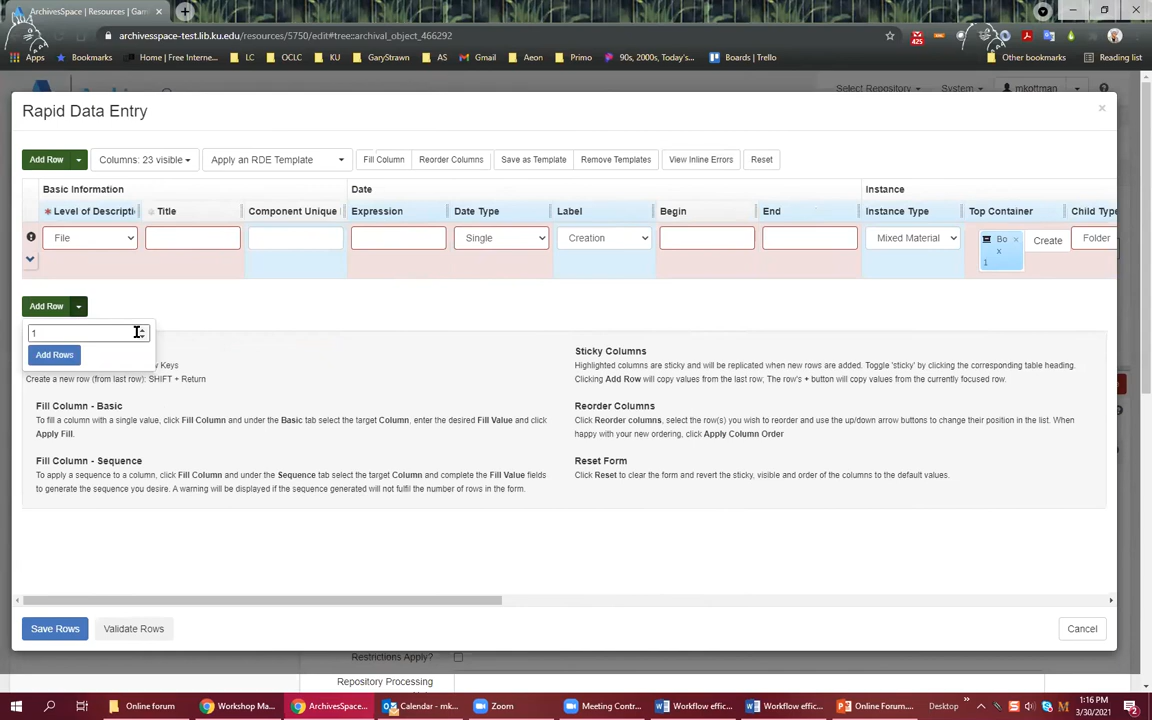 ArchivesSpace | Resources | Gam
archivesspace-test.lib.ku.edu/resources/5750/edit#tree::archival_object_466292
425
Apps
Bookmarks
Home | Free Interne...
LC
OCLC
KU
GaryStrawn
AS
Gmail
Aeon
Primo
90s, 2000s, Today's...
Boards | Trello
Other bookmarks
Reading list
Select Repository
System
mkottman
Rapid Data Entry
×
Add Row
Columns: 23 visible
Apply an RDE Template
Fill Column
Reorder Columns
Save as Template
Remove Templates
View Inline Errors
Reset
Basic Information
Date
Instance
Level of Descripti
Title
Component Unique
Expression
Date Type
Label
Begin
End
Instance Type
Top Container
Child Type
File
Single
Creation
Mixed Material
Bo
x
1
×
Create
Folder
Add Row
1
Add Rows
y Keys
Create a new row (from last row): SHIFT + Return
Sticky Columns
Highlighted columns are sticky and will be replicated when new rows are added. Toggle 'sticky' by clicking the corresponding table heading.
Clicking Add Row will copy values from the last row; The row's + button will copy values from the currently focused row.
Fill Column - Basic
To fill a column with a single value, click Fill Column and under the Basic tab select the target Column, enter the desired Fill Value and click
Apply Fill.
Reorder Columns
Click Reorder columns, select the row(s) you wish to reorder and use the up/down arrow buttons to change their position in the list. When
happy with your new ordering, click Apply Column Order
Fill Column - Sequence
To apply a sequence to a column, click Fill Column and under the Sequence tab select the target Column and complete the Fill Value fields
to generate the sequence you desire. A warning will be displayed if the sequence generated will not fulfil the number of rows in the form.
Reset Form
Click Reset to clear the form and revert the sticky, visible and order of the columns to the default values.
Save Rows
Validate Rows
Cancel
Restrictions Apply?
Repository Processing
Online forum
Workshop Ma...
ArchivesSpace...
Calendar - mk...
Zoom
Meeting Contr...
Workflow effic...
Workflow effic...
Online Forum....
Desktop
1:16 PM
3/30/2021
2